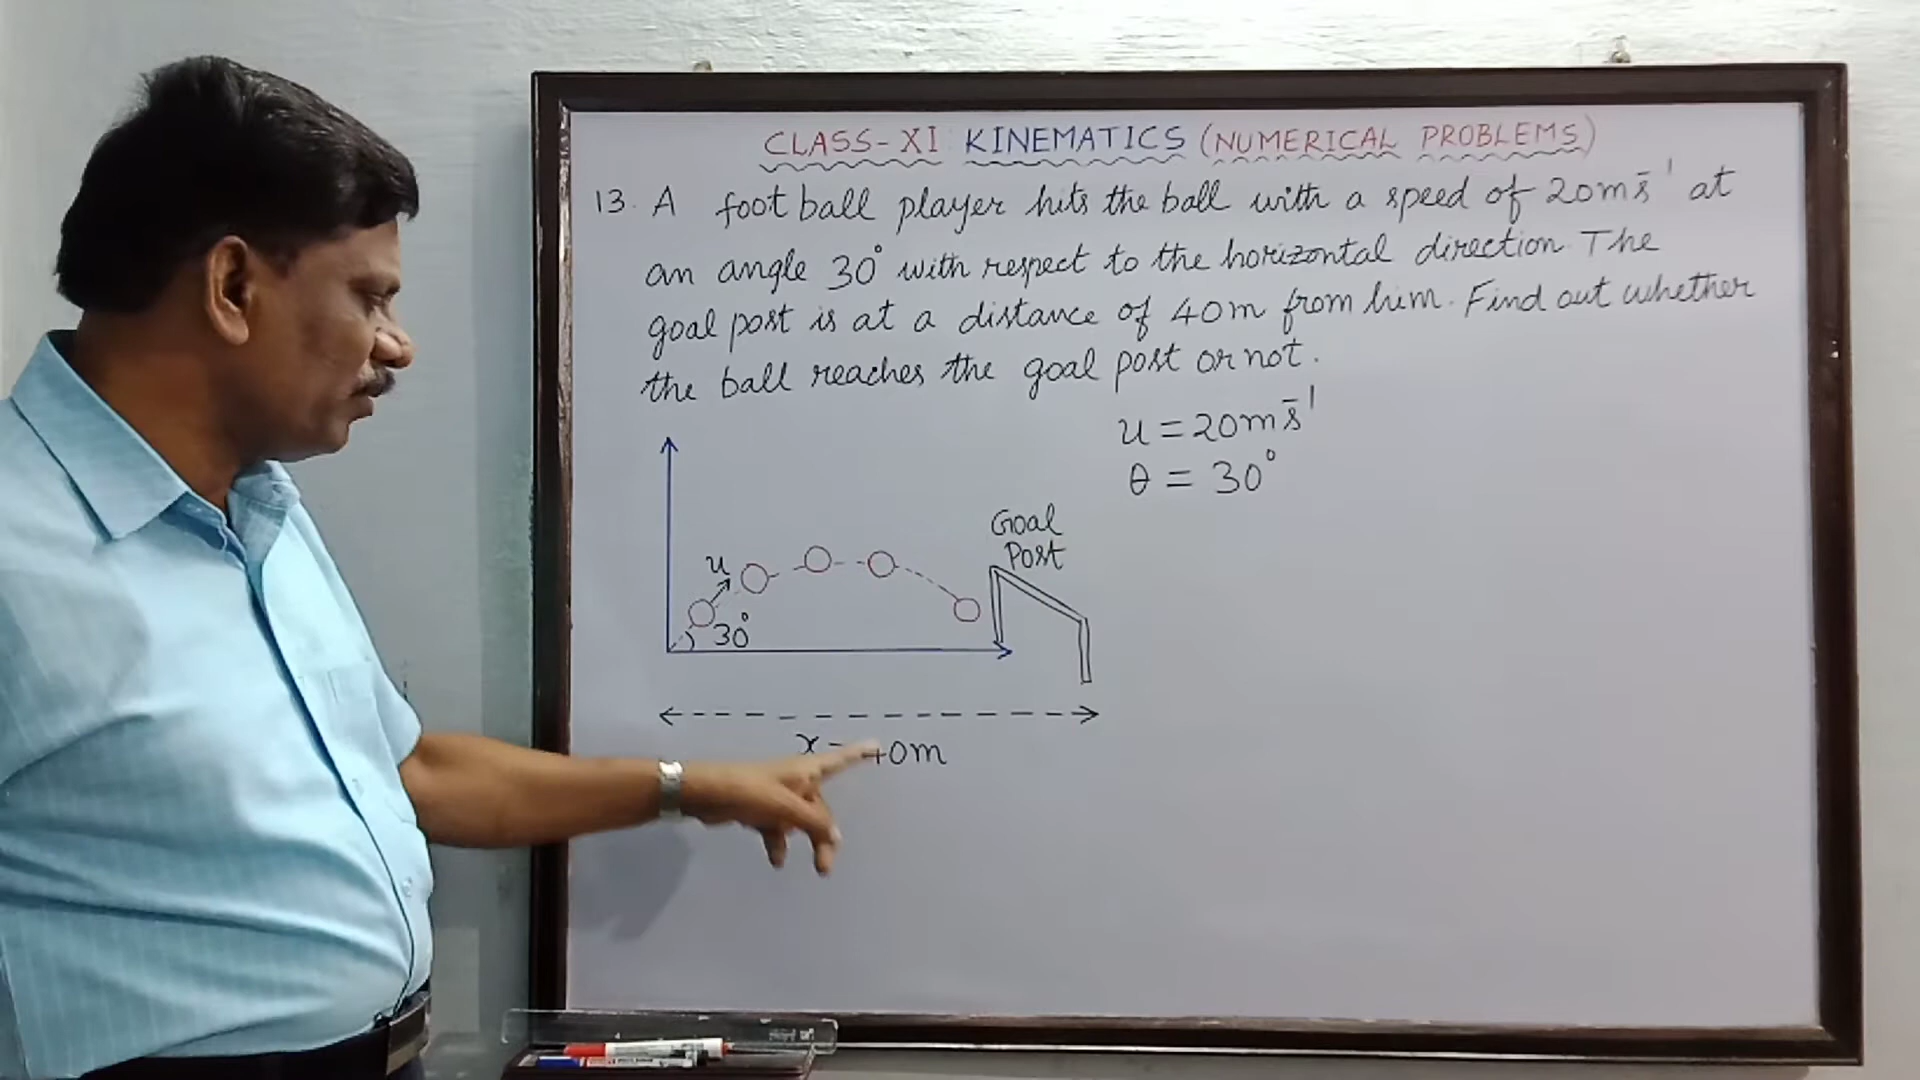 CLASS-XI KINEMATICS (NUMERICAL PROBLEMS)
13. A foot ball player hits the ball with a speed of 20ms⁻¹ at
an angle 30° with respect to the horizontal direction. The
goal post is at a distance of 40m from him. Find out whether
the ball reaches the goal post or not.
u = 20ms⁻¹
θ = 30°
Goal
Post
u
30°
x = 40m